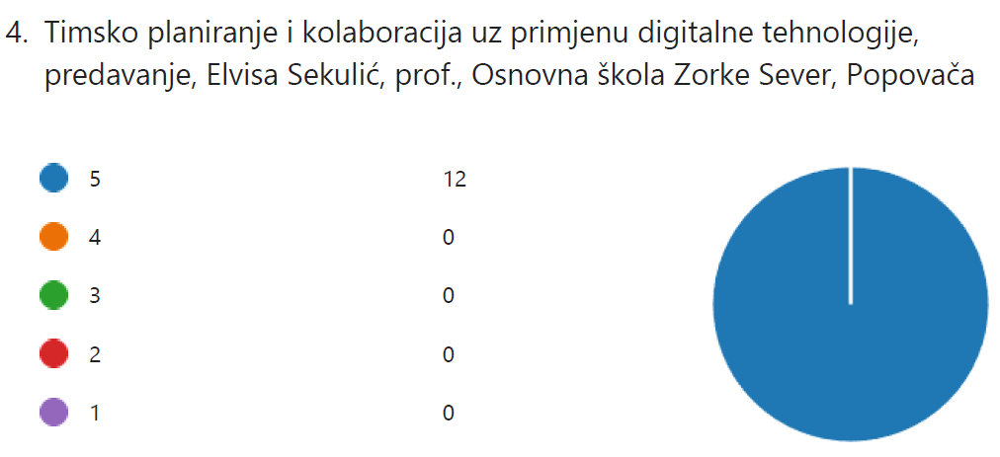 4. Timsko planiranje i kolaboracija uz primjenu digitalne tehnologije,
predavanje, Elvisa Sekulić, prof., Osnovna škola Zorke Sever, Popovača
5 12
4 0
3 0
2 0
1 0